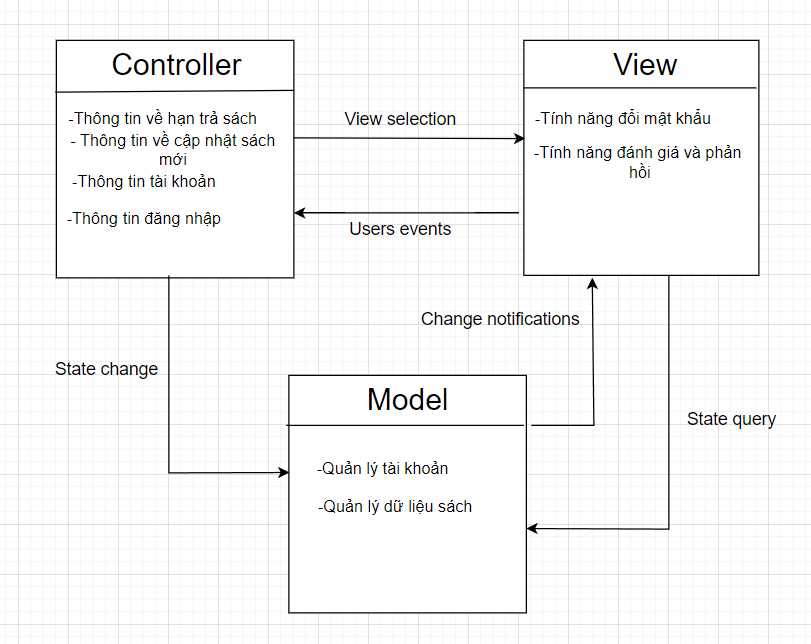 Controller
-Thông tin về hạn trả sách
- Thông tin về cập nhật sách
mới
-Thông tin tài khoản
-Thông tin đăng nhập
View selection
Users events
View
-Tính năng đổi mật khẩu
-Tính năng đánh giá và phản
hồi
Change notifications
State change
State query
Model
-Quản lý tài khoản
-Quản lý dữ liệu sách